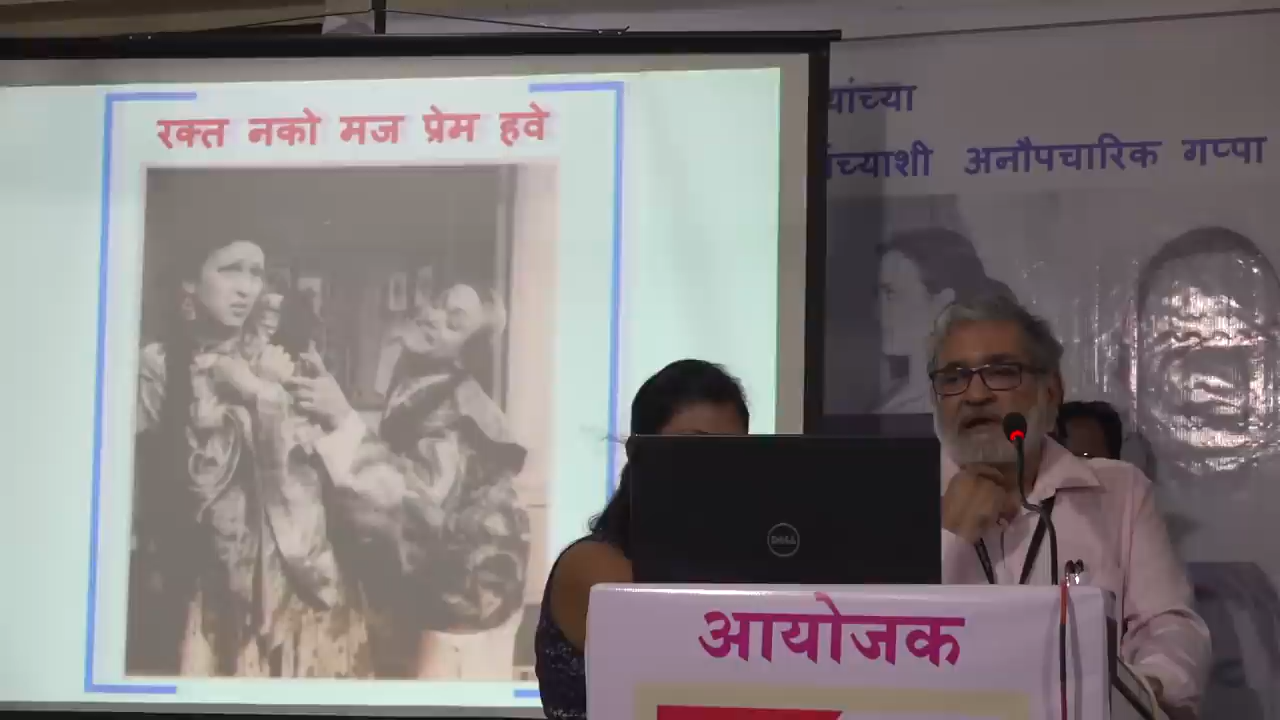 रक्त नको मज प्रेम हवे
यांच्या
च्याशी अनौपचारिक गप्पा
DELL
आयोजक